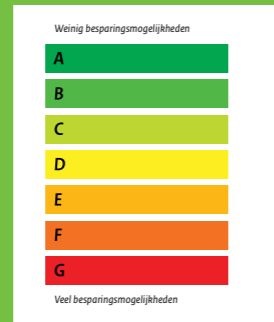 Weinig besparingsmogelijkheden
A
B
C
D
E
F
G
Veel besparingsmogelijkheden